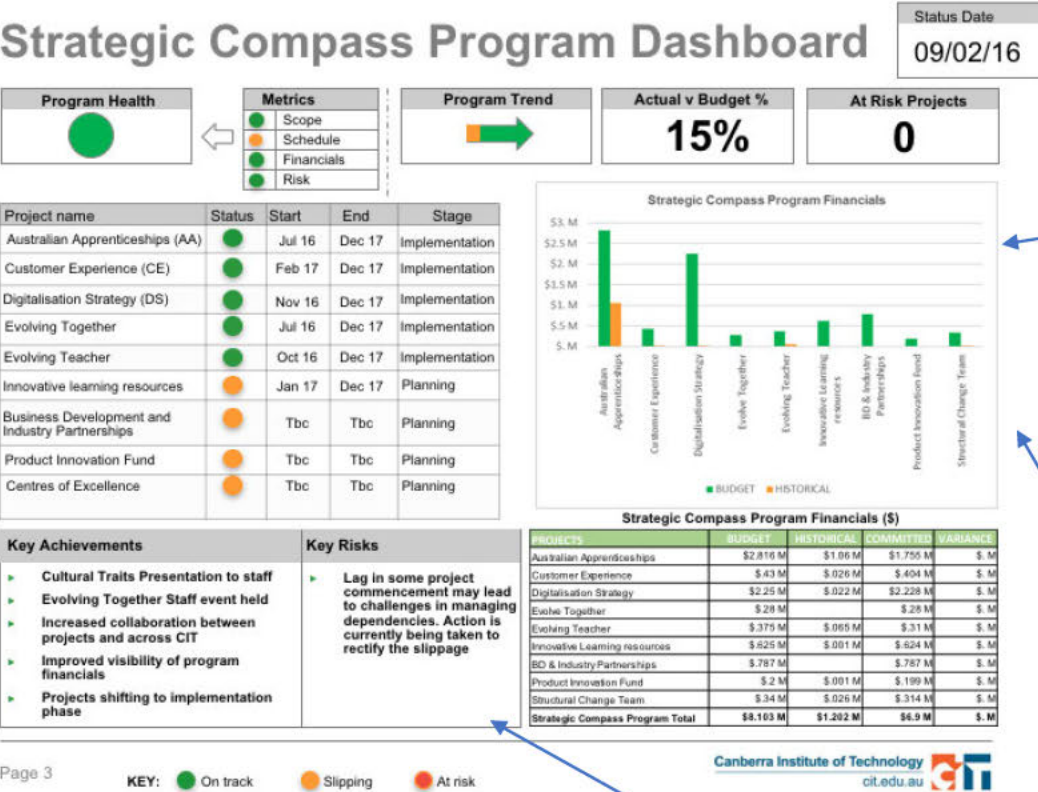 Strategic Compass Program Dashboard
Status Date
09/02/16
Program Health
Metrics
Scope
Schedule
Financials
Risk
Program Trend
Actual v Budget %
15%
At Risk Projects
0
Project name Status Start End Stage
Australian Apprenticeships (AA) Jul 16 Dec 17 Implementation
Customer Experience (CE) Feb 17 Dec 17 Implementation
Digitalisation Strategy (DS) Nov 16 Dec 17 Implementation
Evolving Together Jul 16 Dec 17 Implementation
Evolving Teacher Oct 16 Dec 17 Implementation
Innovative learning resources Jan 17 Dec 17 Planning
Business Development and
Industry Partnerships Tbc Tbc Planning
Product Innovation Fund Tbc Tbc Planning
Centres of Excellence Tbc Tbc Planning
Strategic Compass Program Financials
$3. M
$2.5 M
$2. M
$1.5 M
$1. M
$.5 M
$. M
Australian
Apprenticeships
Customer Experience
Digitalisation Strategy
Evolve Together
Evolving Teacher
Innovative Learning
resources
BD & Industry
Partnerships
Product Innovation Fund
Structural Change Team
BUDGET HISTORICAL
Key Achievements
Cultural Traits Presentation to staff
Evolving Together Staff event held
Increased collaboration between
projects and across CIT
Improved visibility of program
financials
Projects shifting to implementation
phase
Key Risks
Lag in some project
commencement may lead
to challenges in managing
dependencies. Action is
currently being taken to
rectify the slippage
Strategic Compass Program Financials ($)
PROJECTS BUDGET HISTORICAL COMMITTED VARIANCE
Australian Apprenticeships $2.816 M $1.06 M $1.755 M $. M
Customer Experience $.43 M $.026 M $.404 M $. M
Digitalisation Strategy $2.25 M $.022 M $2.228 M $. M
Evolve Together $.28 M $.28 M $. M
Evolving Teacher $.375 M $.065 M $.31 M $. M
Innovative Learning resources $.625 M $.001 M $.624 M $. M
BD & Industry Partnerships $.787 M $.787 M $. M
Product Innovation Fund $.2 M $.001 M $.199 M $. M
Structural Change Team $.34 M $.026 M $.314 M $. M
Strategic Compass Program Total $8.103 M $1.202 M $6.9 M $. M
Page 3
KEY: On track Slipping At risk
Canberra Institute of Technology
cit.edu.au
CIT